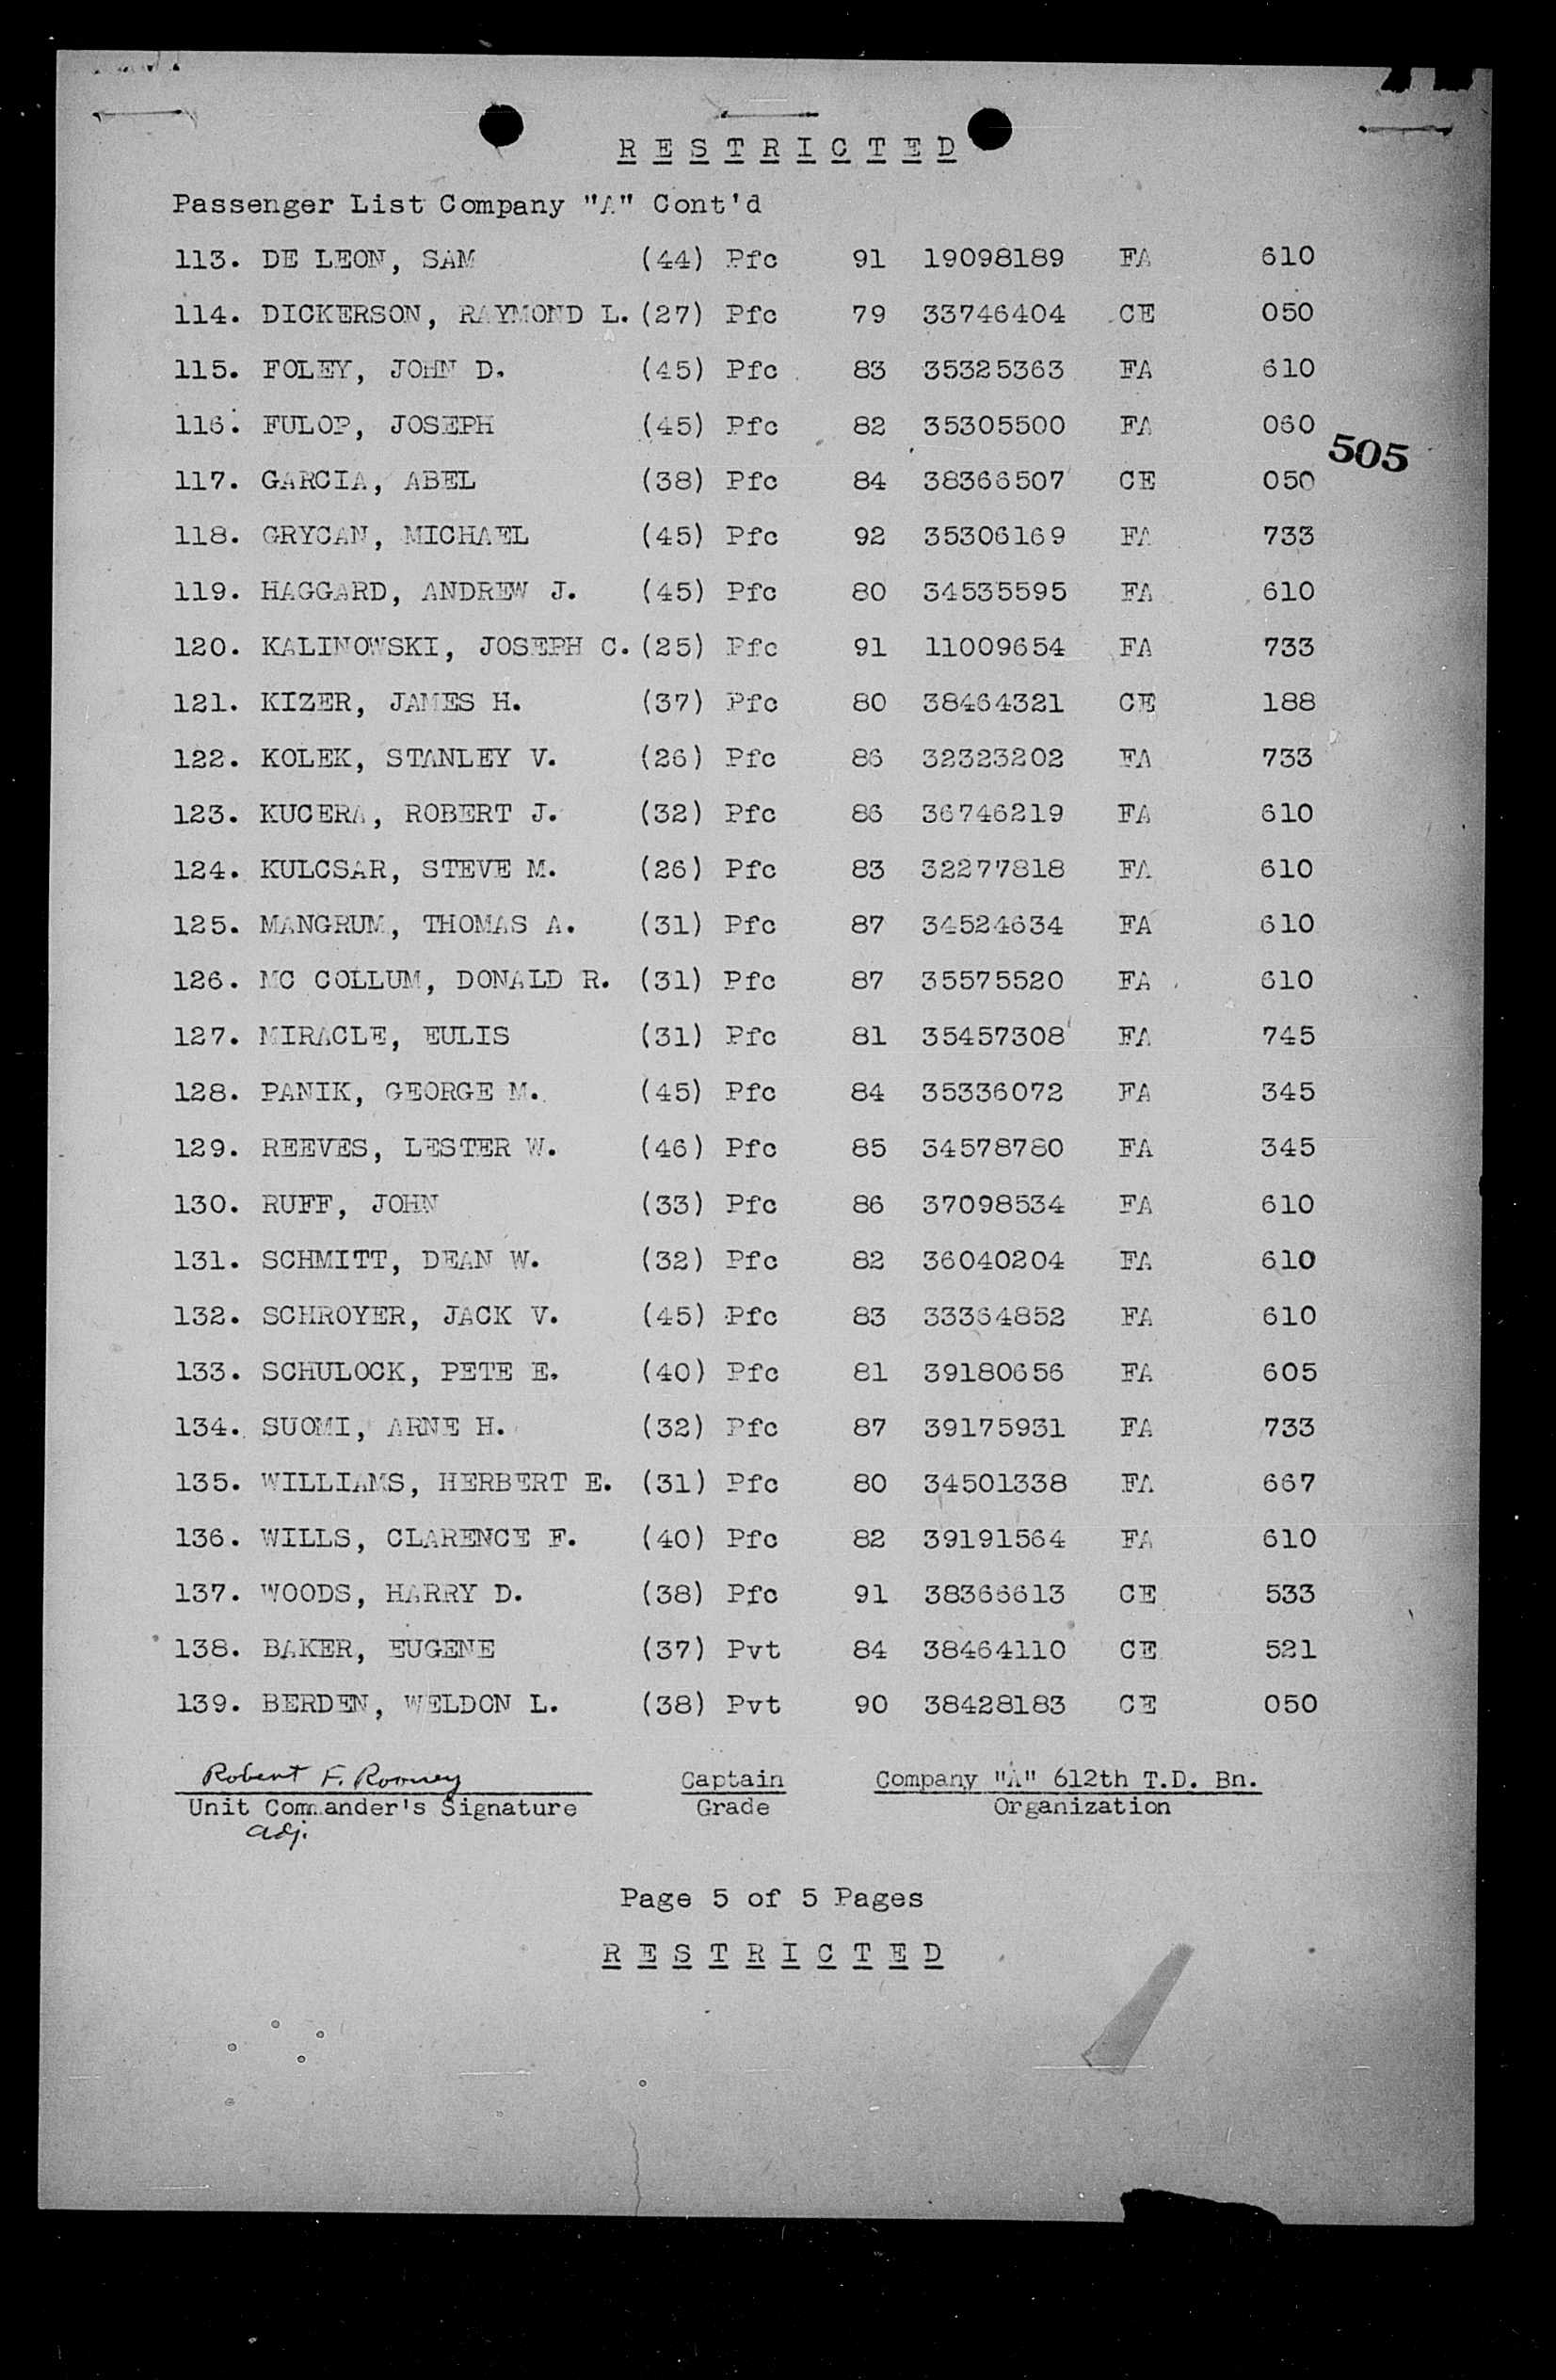 R E S T R I C T E D
Passenger List Company "A" Cont'd
113. DE LEON, SAM (44) Pfc 91 19098189 FA 610
114. DICKERSON, RAYMOND L. (27) Pfc 79 33746404 CE 050
115. FOLEY, JOHN D. (45) Pfc 83 35325363 FA 610
116. FULOP, JOSEPH (45) Pfc 82 35305500 FA 060
505
117. GARCIA, ABEL (38) Pfc 84 38366507 CE 050
118. GRYCAN, MICHAEL (45) Pfc 92 35306169 FA 733
119. HAGGARD, ANDREW J. (45) Pfc 80 34535595 FA 610
120. KALINOWSKI, JOSEPH C. (25) Pfc 91 11009654 FA 733
121. KIZER, JAMES H. (37) Pfc 80 38464321 CE 188
122. KOLEK, STANLEY V. (26) Pfc 86 32323202 FA 733
123. KUCERA, ROBERT J. (32) Pfc 86 36746219 FA 610
124. KULCSAR, STEVE M. (26) Pfc 83 32277818 FA 610
125. MANGRUM, THOMAS A. (31) Pfc 87 34524634 FA 610
126. MC COLLUM, DONALD R. (31) Pfc 87 35575520 FA 610
127. MIRACLE, EULIS (31) Pfc 81 35457308 FA 745
128. PANIK, GEORGE M. (45) Pfc 84 35336072 FA 345
129. REEVES, LESTER W. (46) Pfc 85 34578780 FA 345
130. RUFF, JOHN (33) Pfc 86 37098534 FA 610
131. SCHMITT, DEAN W. (32) Pfc 82 36040204 FA 610
132. SCHROYER, JACK V. (45) Pfc 83 33364852 FA 610
133. SCHULOCK, PETE E. (40) Pfc 81 39180656 FA 605
134. SUOMI, ARNE H. (32) Pfc 87 39175931 FA 733
135. WILLIAMS, HERBERT E. (31) Pfc 80 34501338 FA 667
136. WILLS, CLARENCE F. (40) Pfc 82 39191564 FA 610
137. WOODS, HARRY D. (38) Pfc 91 38366613 CE 533
138. BAKER, EUGENE (37) Pvt 84 38464110 CE 521
139. BERDEN, WELDON L. (38) Pvt 90 38428183 CE 050
Robert F. Rooney Captain Company "A" 612th T.D. Bn.
Unit Commander's Signature Grade Organization
adj.
Page 5 of 5 Pages
R E S T R I C T E D